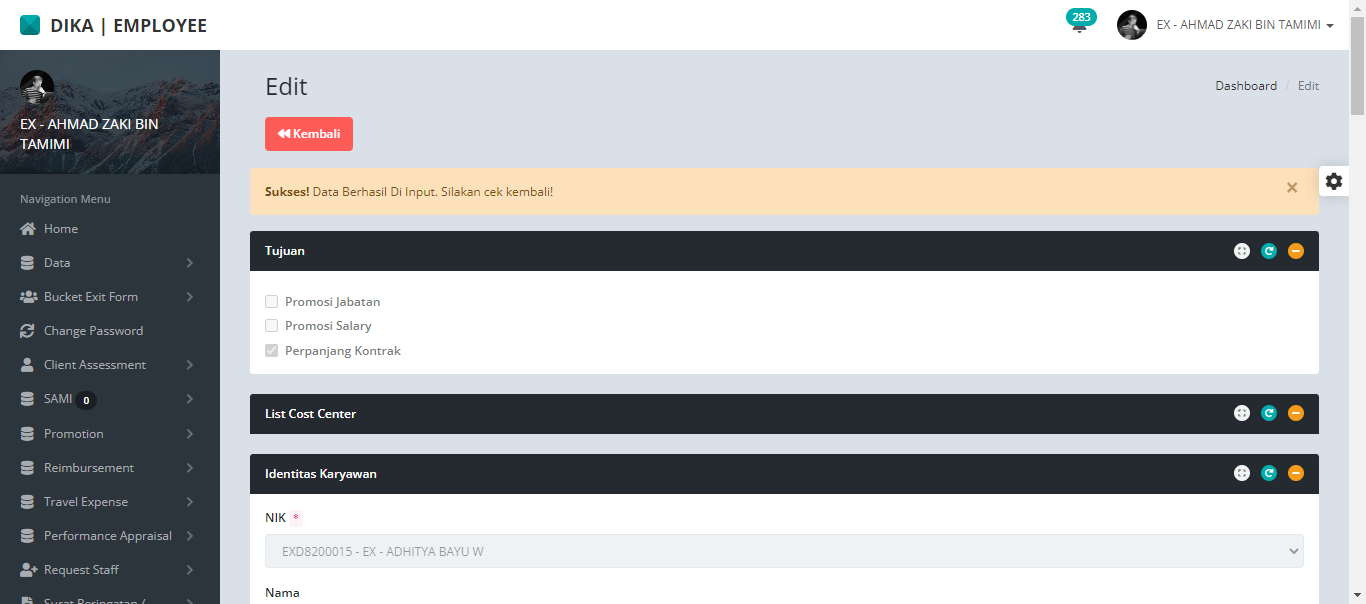 DIKA | EMPLOYEE
283
EX - AHMAD ZAKI BIN TAMIMI
EX - AHMAD ZAKI BIN
TAMIMI
Navigation Menu
Home
Data
Bucket Exit Form
Change Password
Client Assessment
SAMI 0
Promotion
Reimbursement
Travel Expense
Performance Appraisal
Request Staff
Surat Peringatan /
Edit
Dashboard / Edit
Kembali
Sukses! Data Berhasil Di Input. Silakan cek kembali!
×
Tujuan
Promosi Jabatan
Promosi Salary
Perpanjang Kontrak
List Cost Center
Identitas Karyawan
NIK *
EXD8200015 - EX - ADHITYA BAYU W
Nama